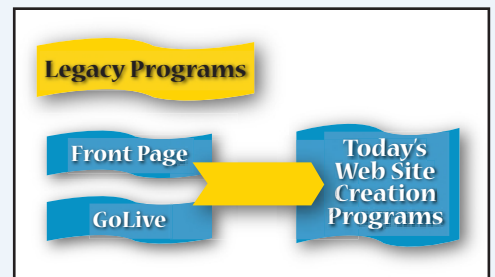 Legacy Programs
Front Page
GoLive
Today's
Web Site
Creation
Programs